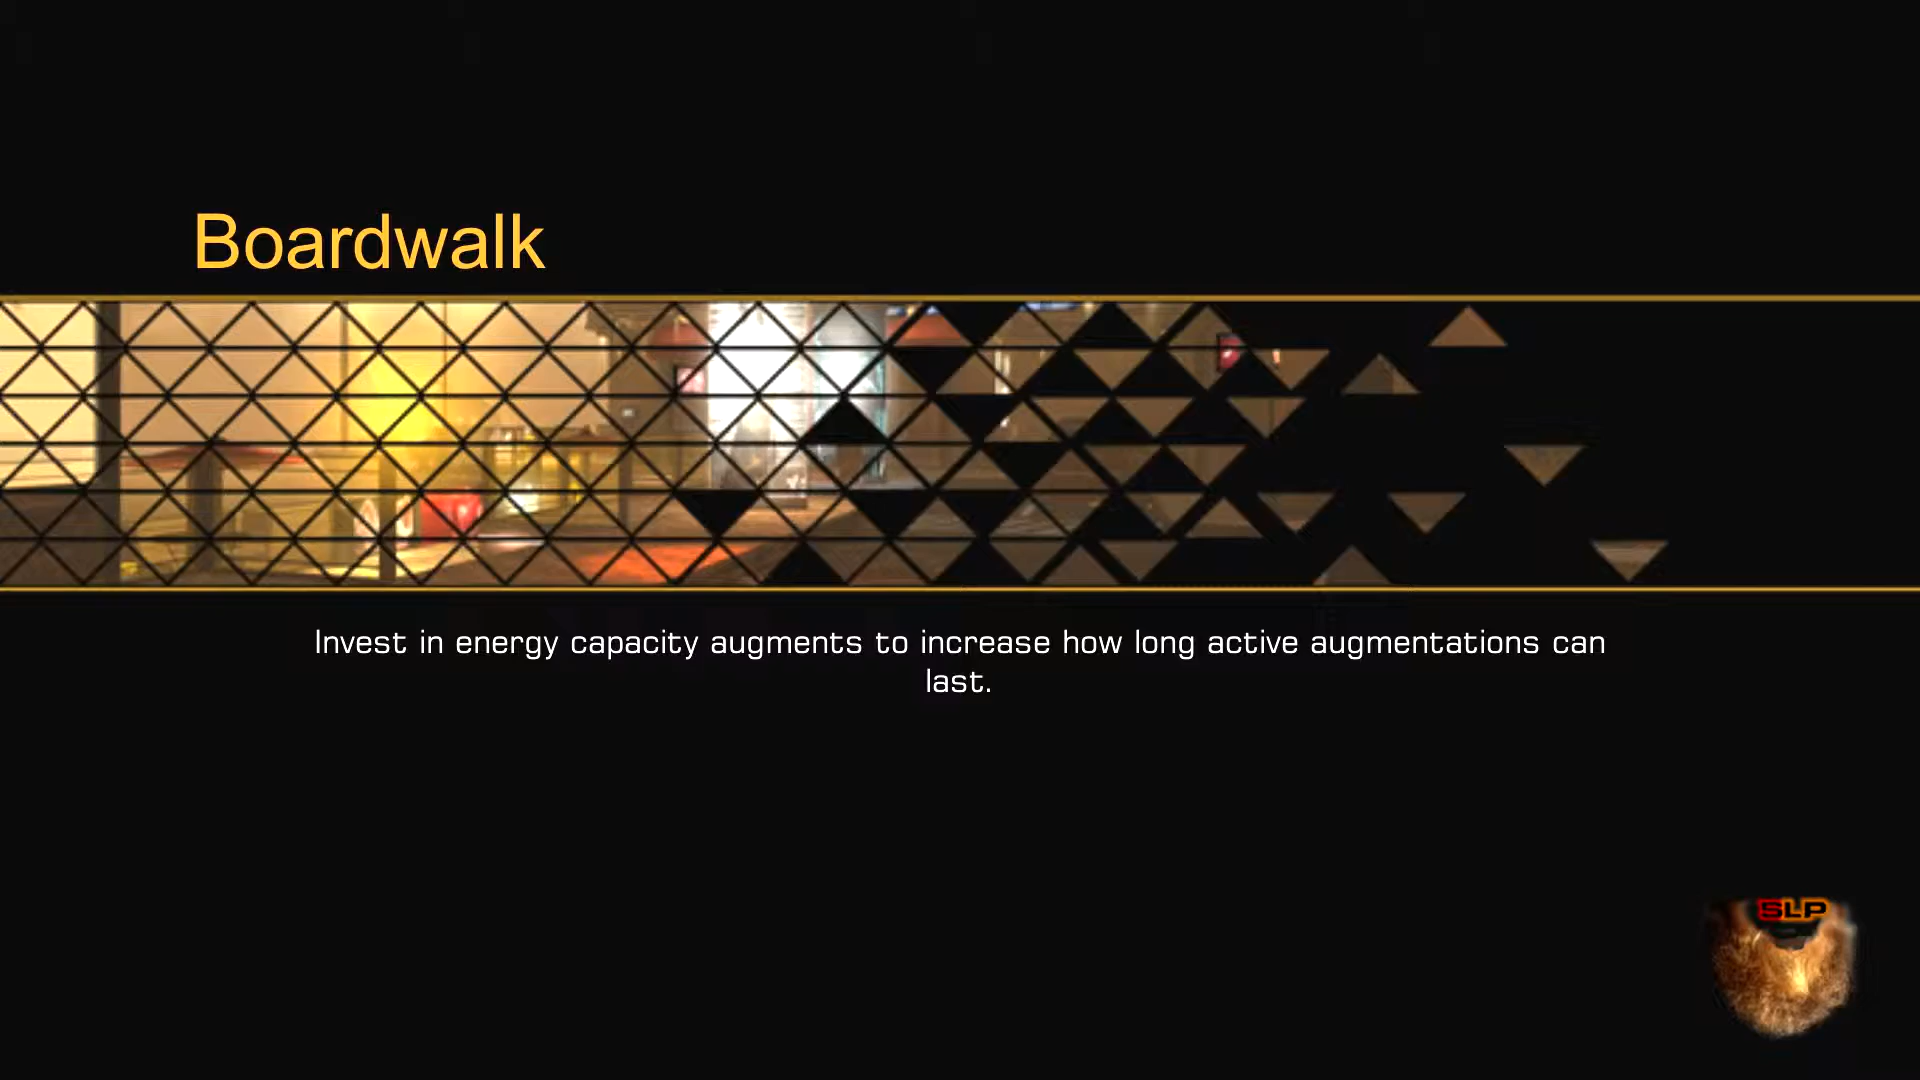 Boardwalk
Invest in energy capacity augments to increase how long active augmentations can
last.
SLP